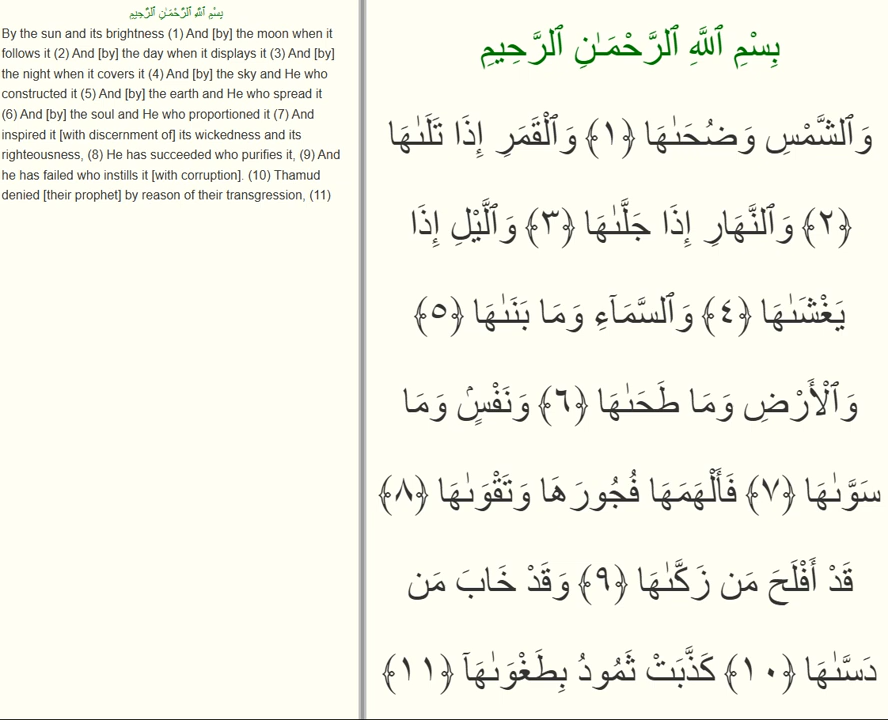 بِسْمِ ٱللَّهِ ٱلرَّحْمَـٰنِ ٱلرَّحِيمِ
By the sun and its brightness (1) And [by] the moon when it
follows it (2) And [by] the day when it displays it (3) And [by]
the night when it covers it (4) And [by] the sky and He who
constructed it (5) And [by] the earth and He who spread it
(6) And [by] the soul and He who proportioned it (7) And
inspired it [with discernment of] its wickedness and its
righteousness, (8) He has succeeded who purifies it, (9) And
he has failed who instills it [with corruption]. (10) Thamud
denied [their prophet] by reason of their transgression, (11)
بِسْمِ ٱللَّهِ ٱلرَّحْمَـٰنِ ٱلرَّحِيمِ
وَٱلشَّمْسِ وَضُحَىٰهَا ﴿١﴾ وَٱلْقَمَرِ إِذَا تَلَىٰهَا
﴿٢﴾ وَٱلنَّهَارِ إِذَا جَلَّىٰهَا ﴿٣﴾ وَٱلَّيْلِ إِذَا
يَغْشَىٰهَا ﴿٤﴾ وَٱلسَّمَآءِ وَمَا بَنَىٰهَا ﴿٥﴾
وَٱلْأَرْضِ وَمَا طَحَىٰهَا ﴿٦﴾ وَنَفْسٍۢ وَمَا
سَوَّىٰهَا ﴿٧﴾ فَأَلْهَمَهَا فُجُورَهَا وَتَقْوَىٰهَا ﴿٨﴾
قَدْ أَفْلَحَ مَن زَكَّىٰهَا ﴿٩﴾ وَقَدْ خَابَ مَن
دَسَّىٰهَا ﴿١٠﴾ كَذَّبَتْ ثَمُودُ بِطَغْوَىٰهَآ ﴿١١﴾